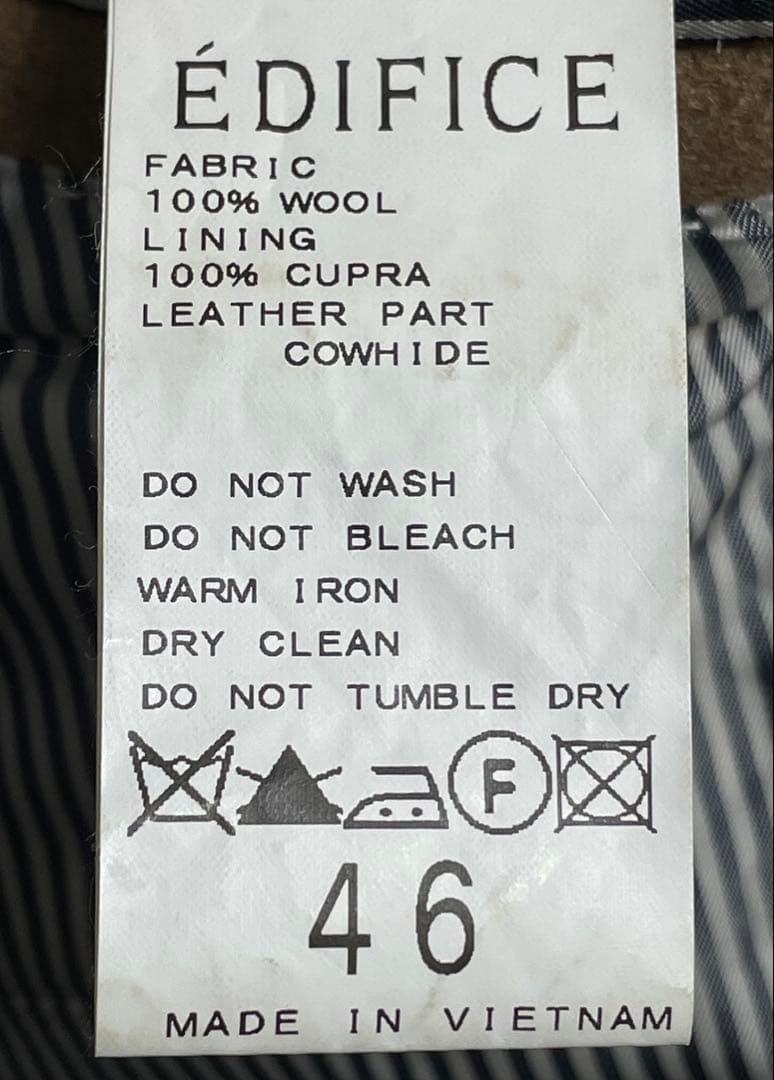 ÉDIFICE
FABRIC
100% WOOL
LINING
100% CUPRA
LEATHER PART
COWHIDE
DO NOT WASH
DO NOT BLEACH
WARM IRON
DRY CLEAN
DO NOT TUMBLE DRY
F
46
MADE IN VIETNAM